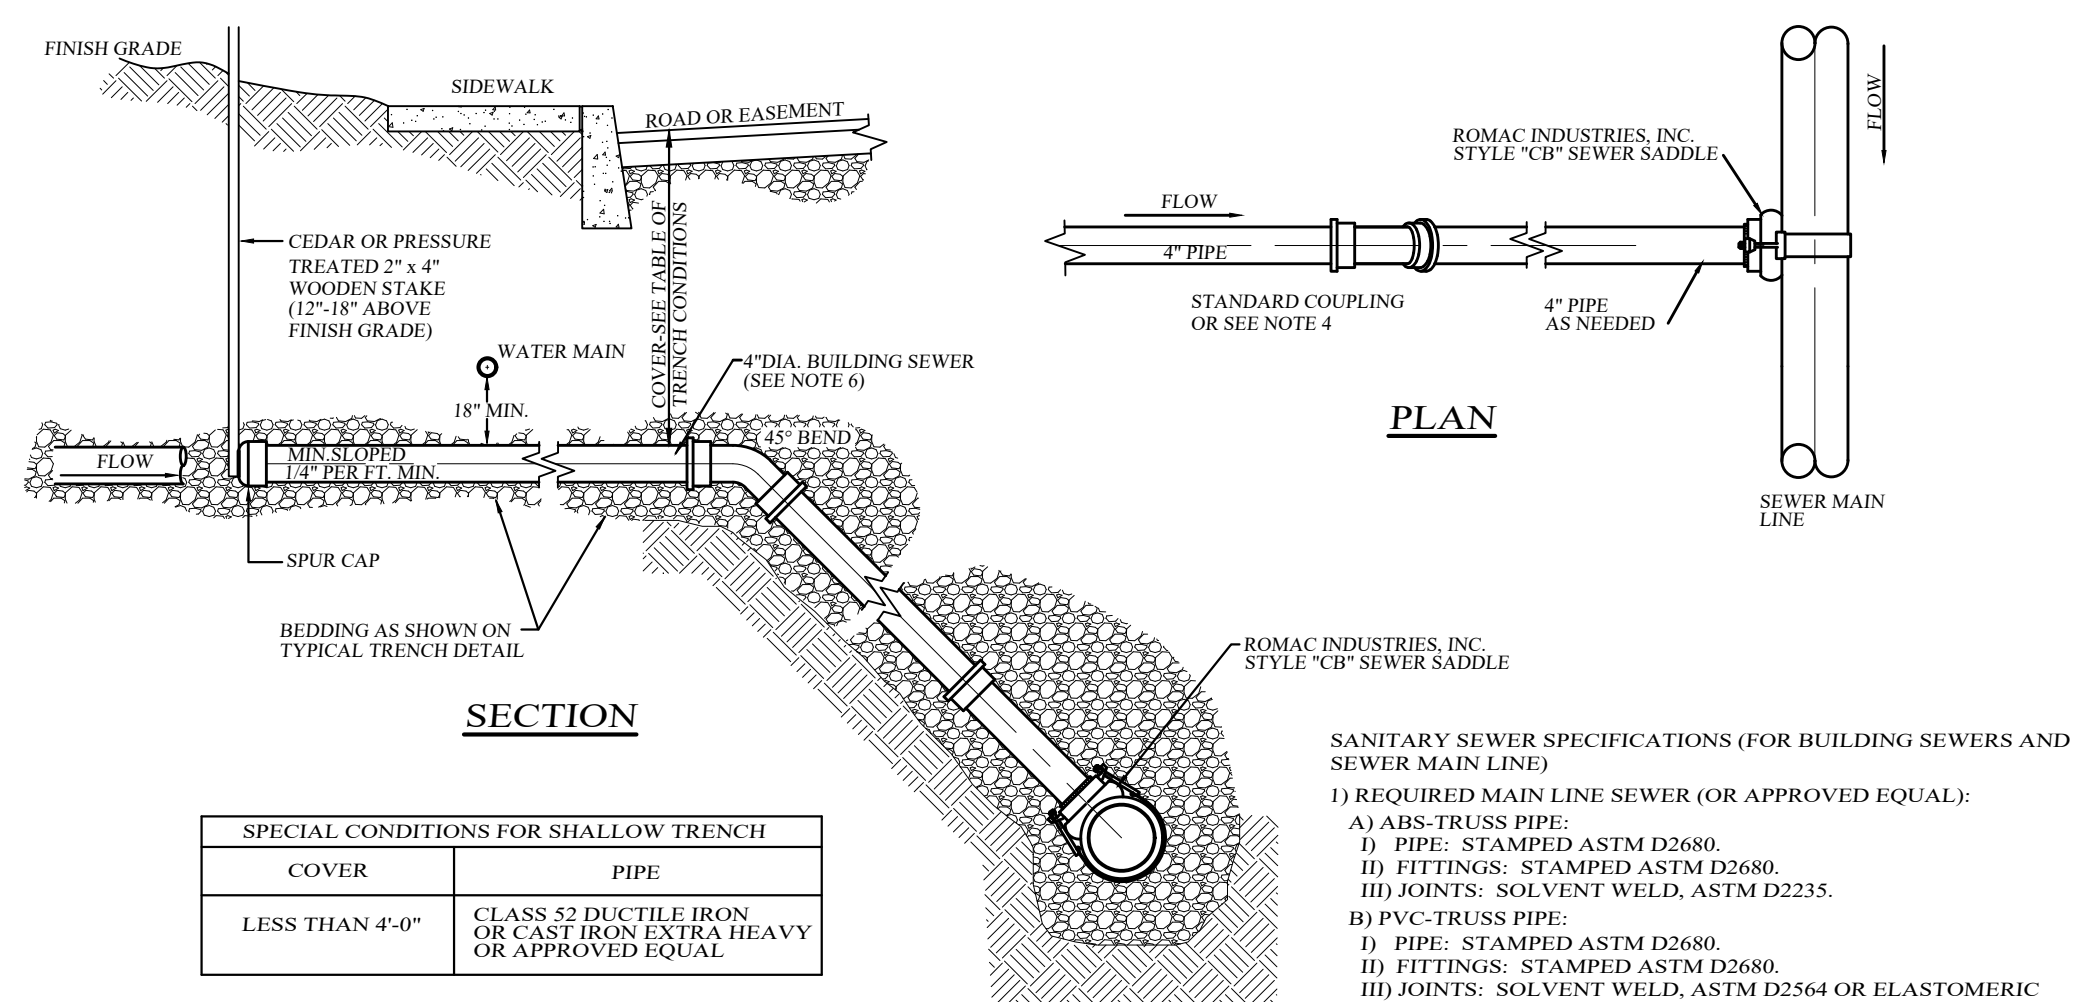 FINISH GRADE
SIDEWALK
ROAD OR EASEMENT
CEDAR OR PRESSURE
TREATED 2" x 4"
WOODEN STAKE
(12"-18" ABOVE
FINISH GRADE)
COVER-SEE TABLE OF
TRENCH CONDITIONS
WATER MAIN
18" MIN.
4"DIA. BUILDING SEWER
(SEE NOTE 6)
45° BEND
FLOW
MIN.SLOPED
1/4" PER FT. MIN.
SPUR CAP
BEDDING AS SHOWN ON
TYPICAL TRENCH DETAIL
ROMAC INDUSTRIES, INC.
STYLE "CB" SEWER SADDLE
SECTION
FLOW
ROMAC INDUSTRIES, INC.
STYLE "CB" SEWER SADDLE
FLOW
4" PIPE
STANDARD COUPLING
OR SEE NOTE 4
4" PIPE
AS NEEDED
PLAN
SEWER MAIN
LINE
SPECIAL CONDITIONS FOR SHALLOW TRENCH
COVER
PIPE
LESS THAN 4'-0"
CLASS 52 DUCTILE IRON
OR CAST IRON EXTRA HEAVY
OR APPROVED EQUAL
SANITARY SEWER SPECIFICATIONS (FOR BUILDING SEWERS AND
SEWER MAIN LINE)
1) REQUIRED MAIN LINE SEWER (OR APPROVED EQUAL):
A) ABS-TRUSS PIPE:
I) PIPE: STAMPED ASTM D2680.
II) FITTINGS: STAMPED ASTM D2680.
III) JOINTS: SOLVENT WELD, ASTM D2235.
B) PVC-TRUSS PIPE:
I) PIPE: STAMPED ASTM D2680.
II) FITTINGS: STAMPED ASTM D2680.
III) JOINTS: SOLVENT WELD, ASTM D2564 OR ELASTOMERIC